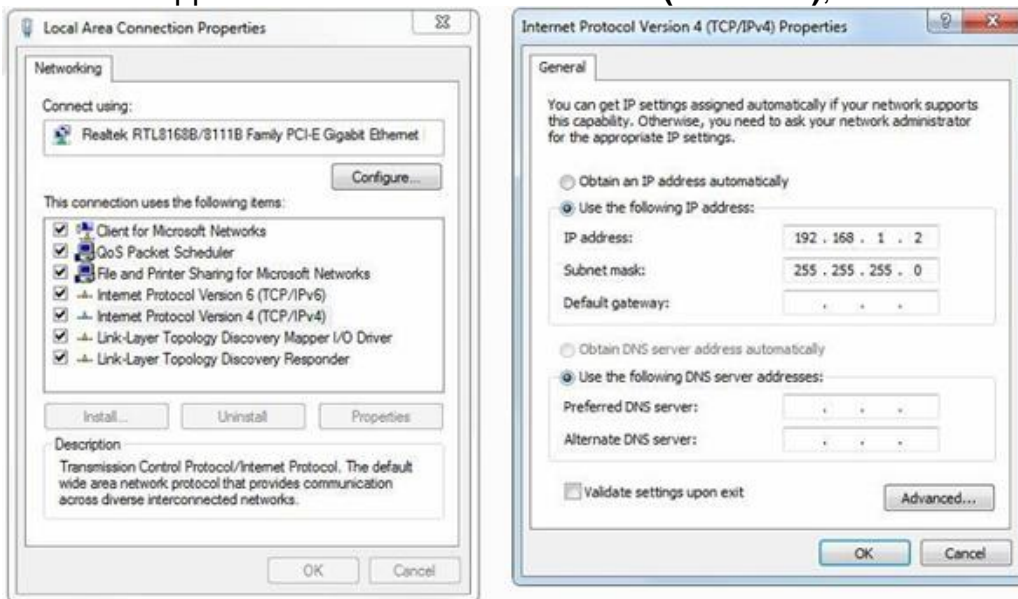 Local Area Connection Properties
Networking
Connect using:
Realtek RTL8168B/8111B Family PCI-E Gigabit Ethernet
Configure...
This connection uses the following items:
Client for Microsoft Networks
QoS Packet Scheduler
File and Printer Sharing for Microsoft Networks
Internet Protocol Version 6 (TCP/IPv6)
Internet Protocol Version 4 (TCP/IPv4)
Link-Layer Topology Discovery Mapper I/O Driver
Link-Layer Topology Discovery Responder
Install...
Uninstall
Properties
Description
Transmission Control Protocol/Internet Protocol. The default
wide area network protocol that provides communication
across diverse interconnected networks.
OK
Cancel
Internet Protocol Version 4 (TCP/IPv4) Properties
General
You can get IP settings assigned automatically if your network supports
this capability. Otherwise, you need to ask your network administrator
for the appropriate IP settings.
Obtain an IP address automatically
Use the following IP address:
IP address: 192 . 168 . 1 . 2
Subnet mask: 255 . 255 . 255 . 0
Default gateway: . . .
Obtain DNS server address automatically
Use the following DNS server addresses:
Preferred DNS server: . . .
Alternate DNS server: . . .
Validate settings upon exit
Advanced...
OK
Cancel